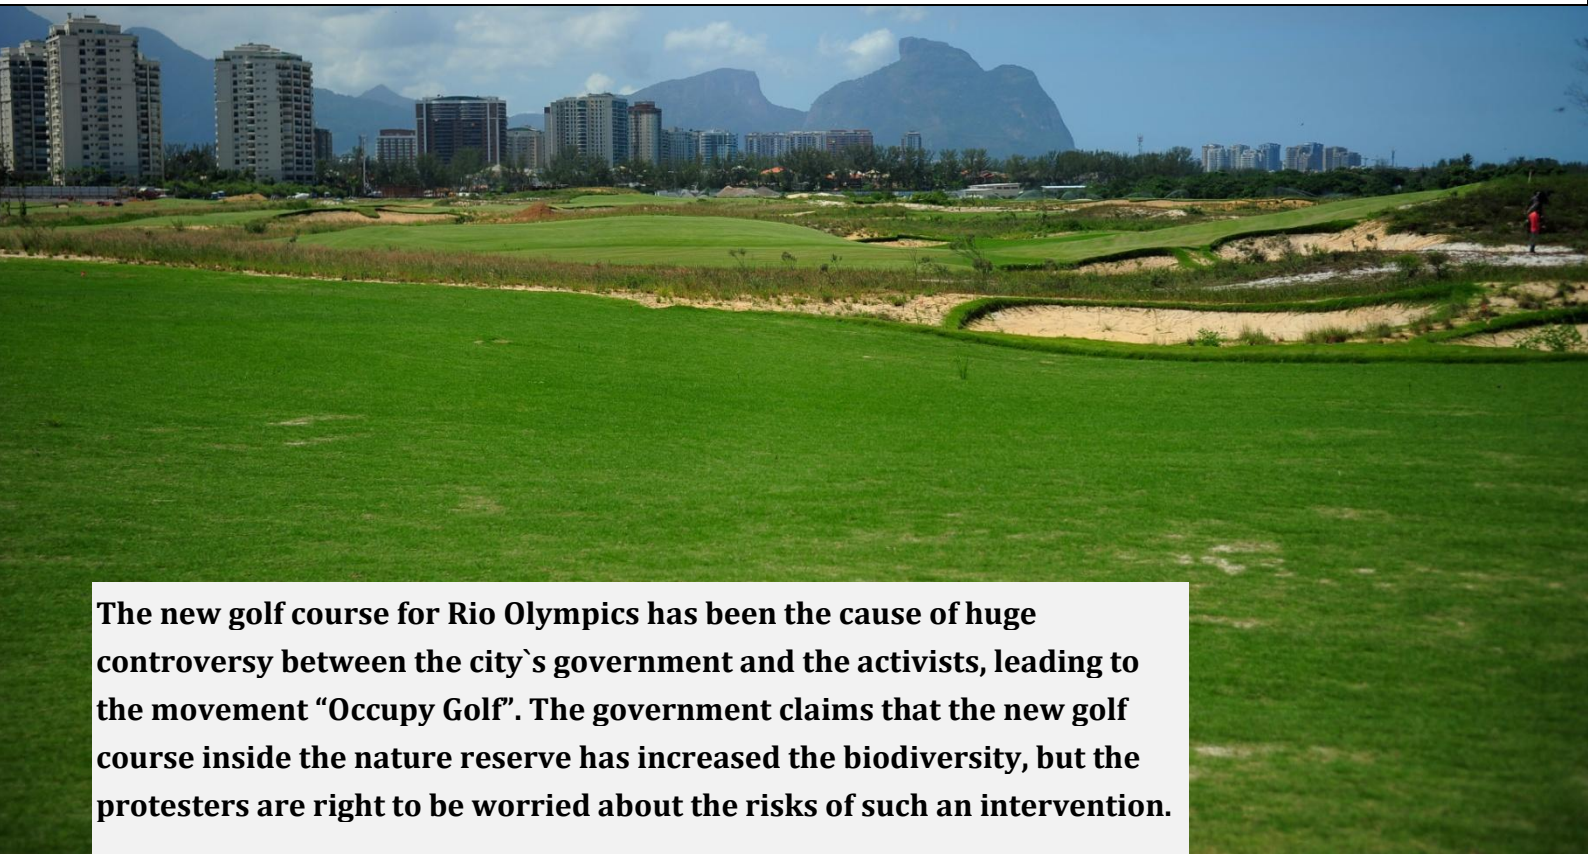 The new golf course for Rio Olympics has been the cause of huge
controversy between the city`s government and the activists, leading to
the movement “Occupy Golf”. The government claims that the new golf
course inside the nature reserve has increased the biodiversity, but the
protesters are right to be worried about the risks of such an intervention.